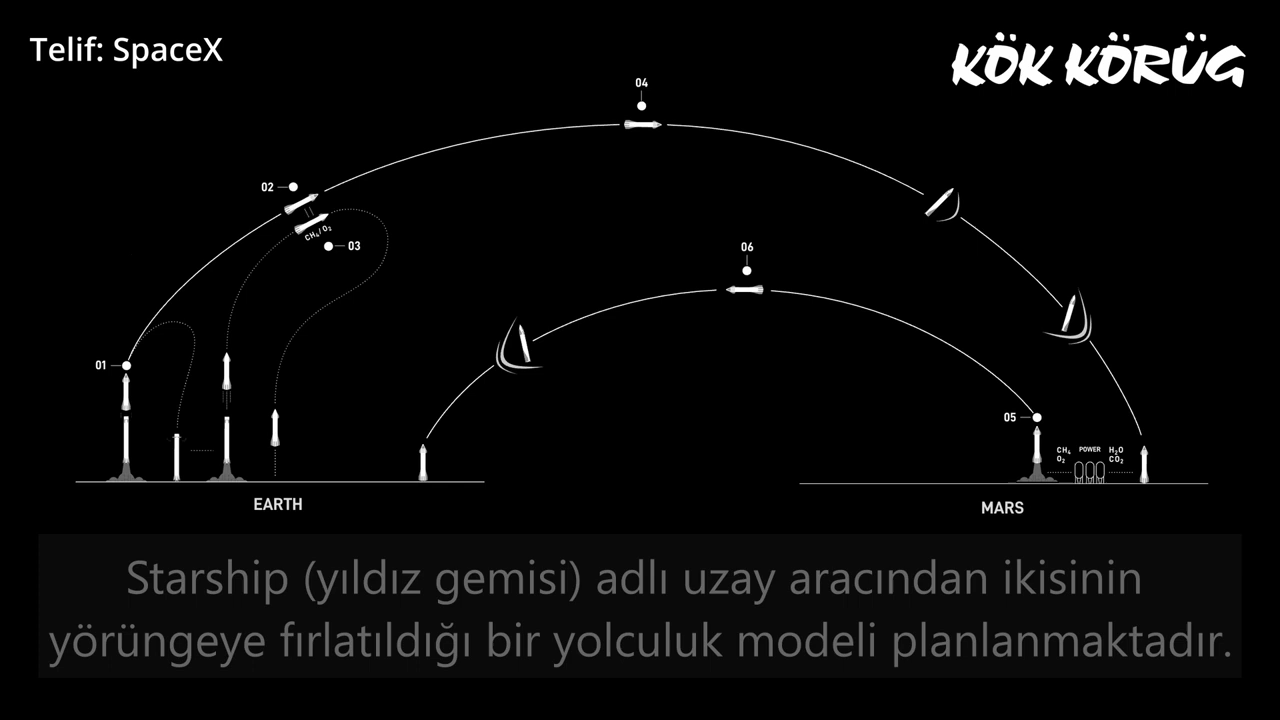 Telif: SpaceX
KÖK KÖRÜG
04
02
CH₄/O₂
03
06
01
05
CH₄
O₂
POWER
H₂O
CO₂
EARTH
MARS
Starship (yıldız gemisi) adlı uzay aracından ikisinin
yörüngeye fırlatıldığı bir yolculuk modeli planlanmaktadır.